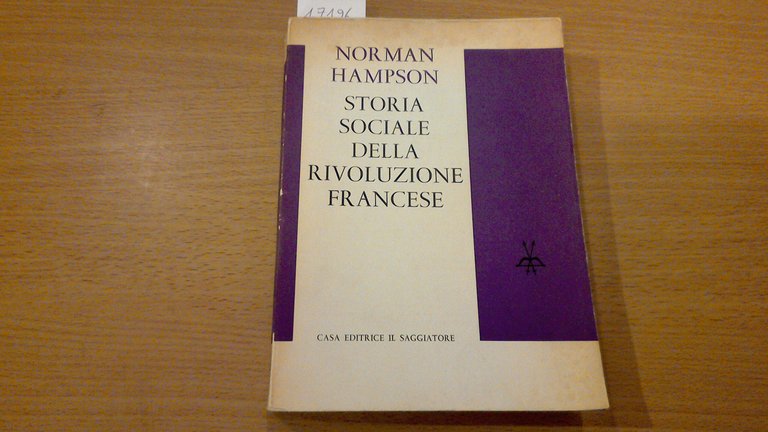 17196
NORMAN
HAMPSON
STORIA
SOCIALE
DELLA
RIVOLUZIONE
FRANCESE
CASA EDITRICE IL SAGGIATORE